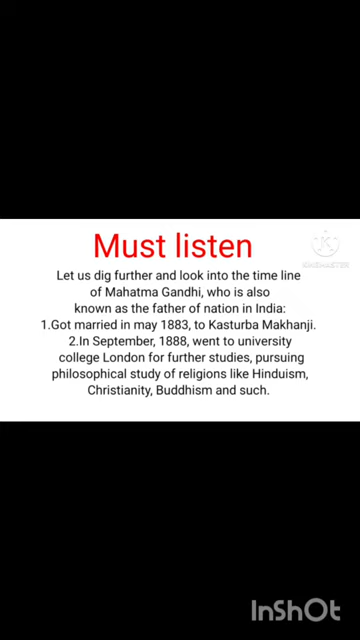 Must listen
KINEMASTER
Let us dig further and look into the time line
of Mahatma Gandhi, who is also
known as the father of nation in India:
1.Got married in may 1883, to Kasturba Makhanji.
2.In September, 1888, went to university
college London for further studies, pursuing
philosophical study of religions like Hinduism,
Christianity, Buddhism and such.
InShOt